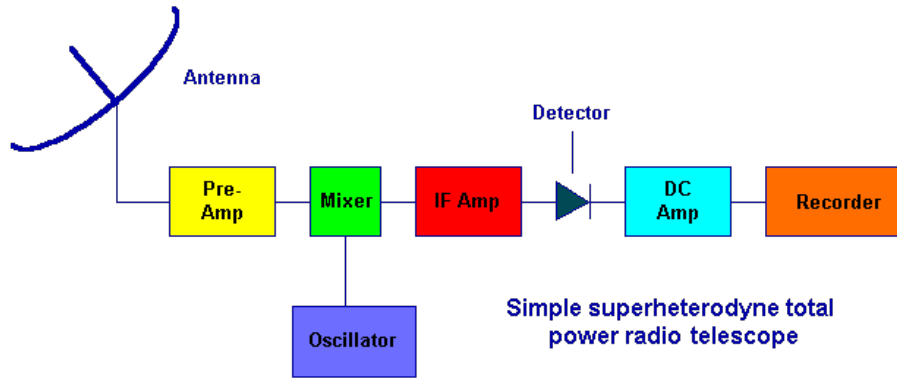 Antenna
Detector
Pre-
Amp
Mixer
IF Amp
DC
Amp
Recorder
Oscillator
Simple superheterodyne total
power radio telescope